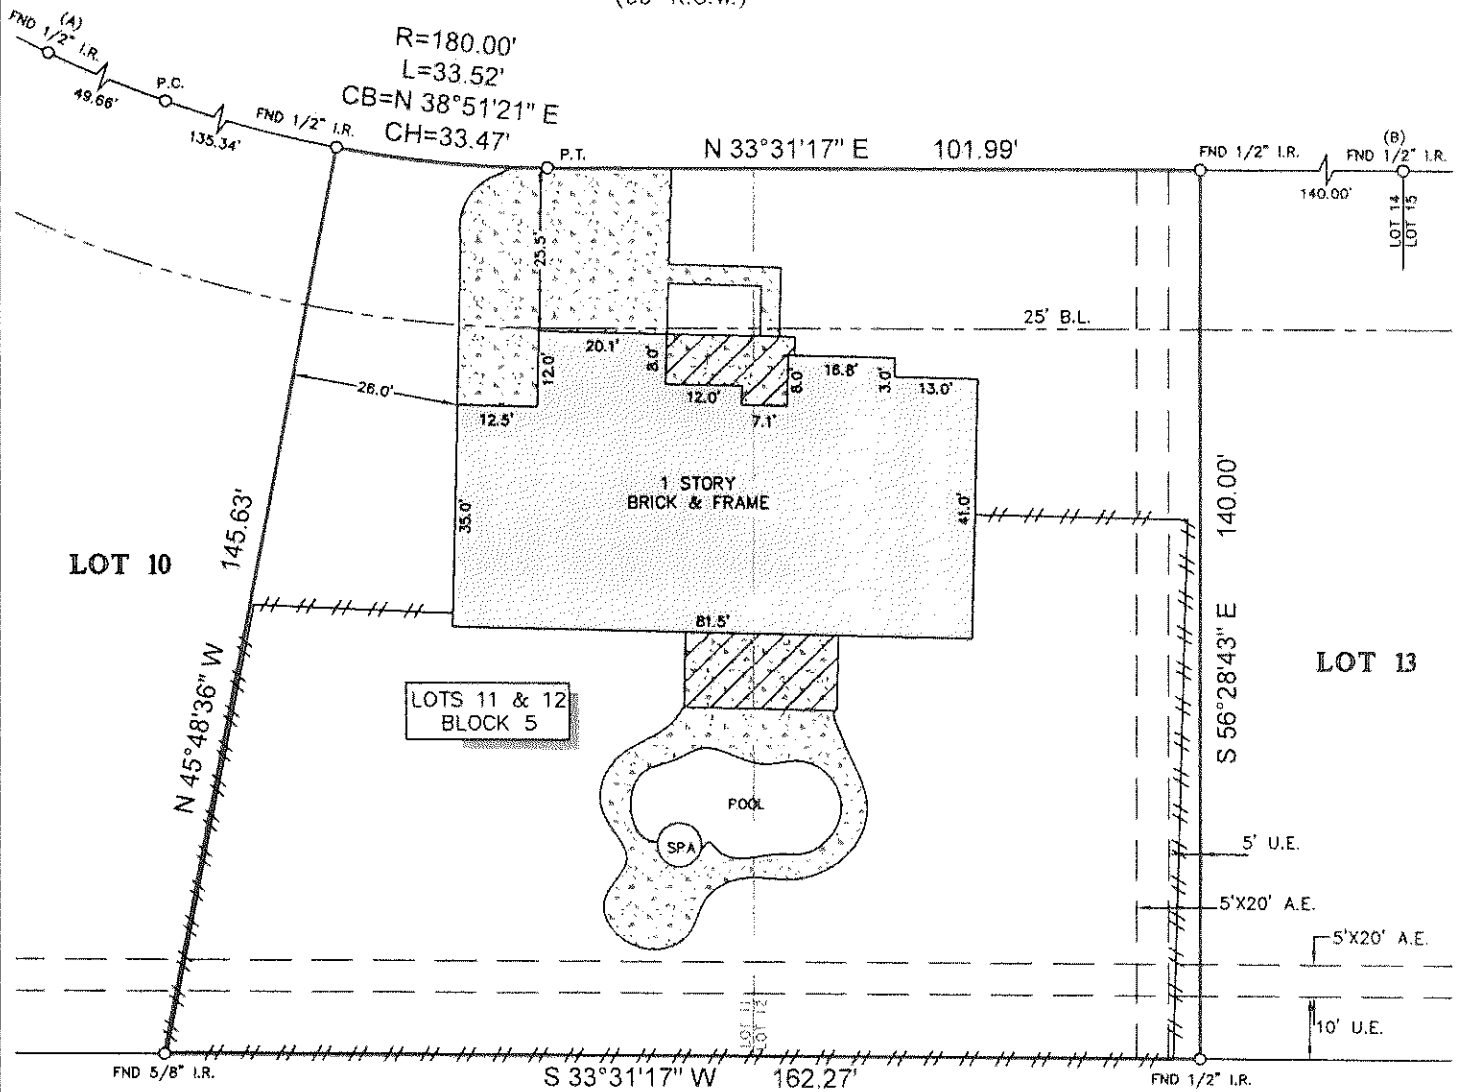 (A)
FND 1/2" I.R.
49.66'
P.C.
135.34'
FND 1/2" I.R.
R=180.00'
L=33.52'
CB=N 38°51'21" E
CH=33.47'
P.T.
N 33°31'17" E 101.99'
FND 1/2" I.R.
140.00'
(B)
FND 1/2" I.R.
LOT 14
LOT 15
25.5'
25' B.L.
20.1'
12.0'
8.0'
26.0'
12.5'
12.0'
7.1'
8.0'
16.8'
3.0'
13.0'
1 STORY
BRICK & FRAME
35.0'
41.0'
81.5'
LOT 10
145.63'
N 45°48'36" W
LOTS 11 & 12
BLOCK 5
S 56°28'43" E 140.00'
LOT 13
POOL
SPA
5' U.E.
5'X20' A.E.
5'X20' A.E.
10' U.E.
LOT 11
LOT 12
FND 5/8" I.R.
S 33°31'17" W 162.27'
FND 1/2" I.R.